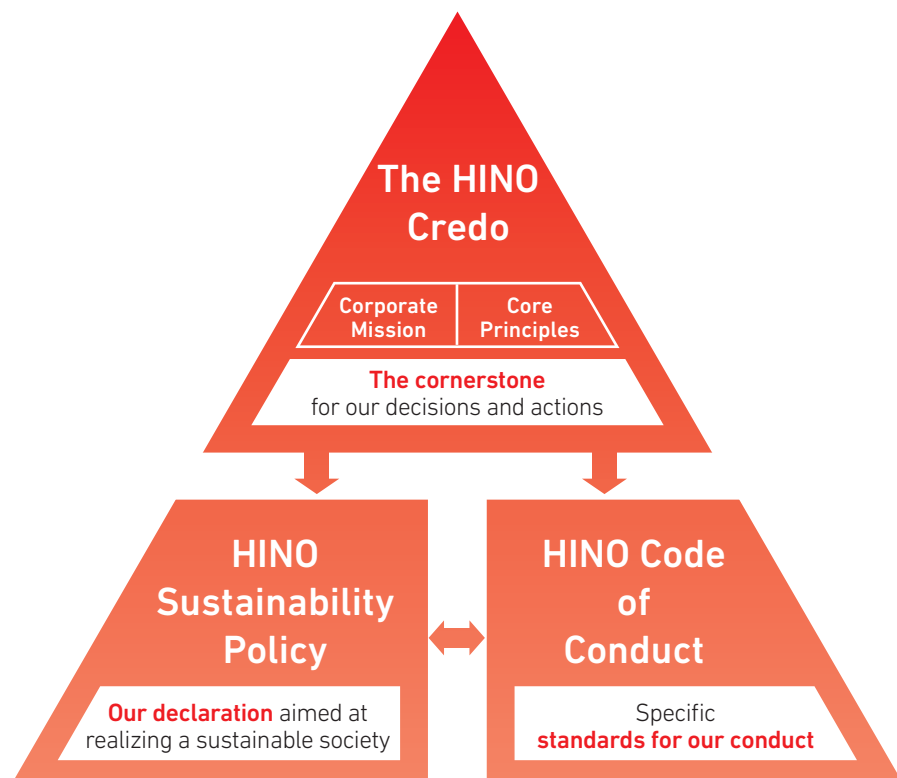 The HINO
Credo
Corporate
Mission
Core
Principles
The cornerstone
for our decisions and actions
HINO
Sustainability
Policy
Our declaration aimed at
realizing a sustainable society
HINO Code
of
Conduct
Specific
standards for our conduct